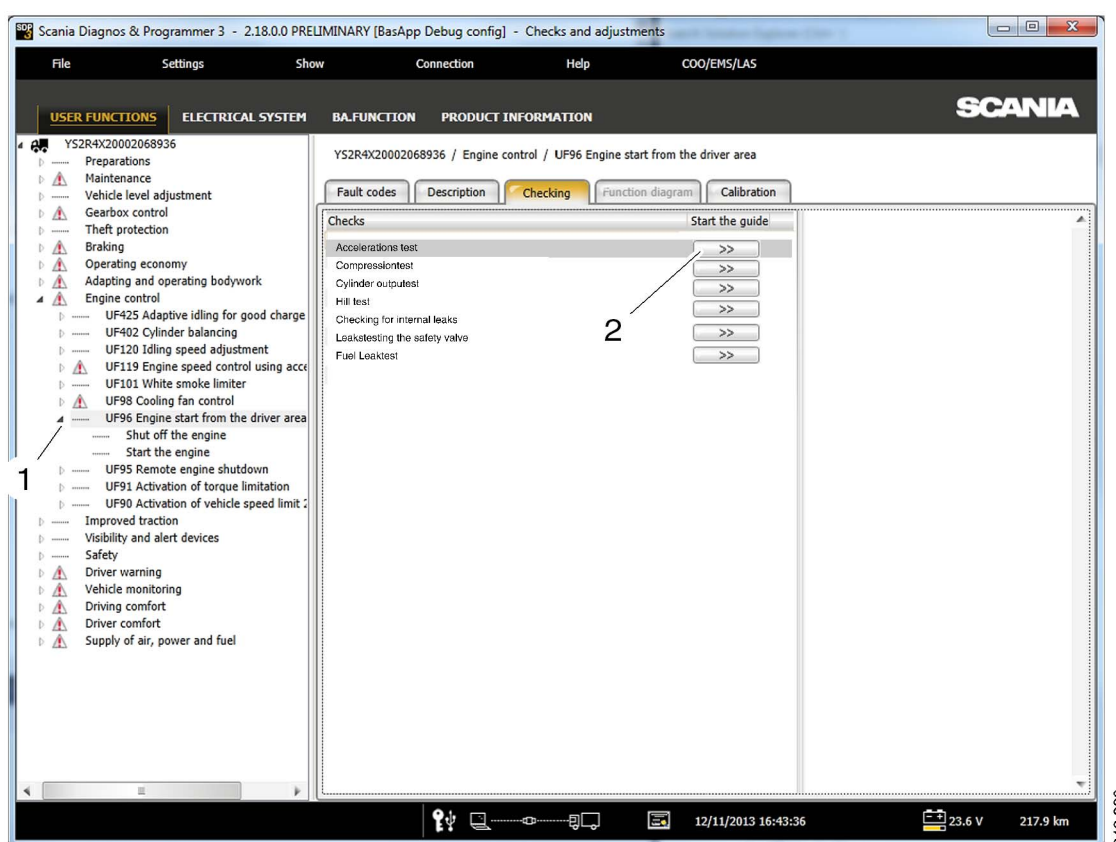 SDP3 Scania Diagnos & Programmer 3 - 2.18.0.0 PRELIMINARY [BasApp Debug config] - Checks and adjustments
File Settings Show Connection Help COO/EMS/LAS
USER FUNCTIONS ELECTRICAL SYSTEM BA.FUNCTION PRODUCT INFORMATION
SCANIA
YS2R4X20002068936
Preparations
Maintenance
Vehicle level adjustment
Gearbox control
Theft protection
Braking
Operating economy
Adapting and operating bodywork
Engine control
UF425 Adaptive idling for good charge
UF402 Cylinder balancing
UF120 Idling speed adjustment
UF119 Engine speed control using acce
UF101 White smoke limiter
UF98 Cooling fan control
UF96 Engine start from the driver area
Shut off the engine
Start the engine
UF95 Remote engine shutdown
UF91 Activation of torque limitation
UF90 Activation of vehicle speed limit 2
Improved traction
Visibility and alert devices
Safety
Driver warning
Vehicle monitoring
Driving comfort
Driver comfort
Supply of air, power and fuel
1
YS2R4X20002068936 / Engine control / UF96 Engine start from the driver area
Fault codes Description Checking Function diagram Calibration
Checks Start the guide
Accelerations test >>
Compressiontest >>
Cylinder outputest >>
Hill test >>
Checking for internal leaks >>
Leakstesting the safety valve >>
Fuel Leaktest
2
12/11/2013 16:43:36 23.6 V 217.9 km